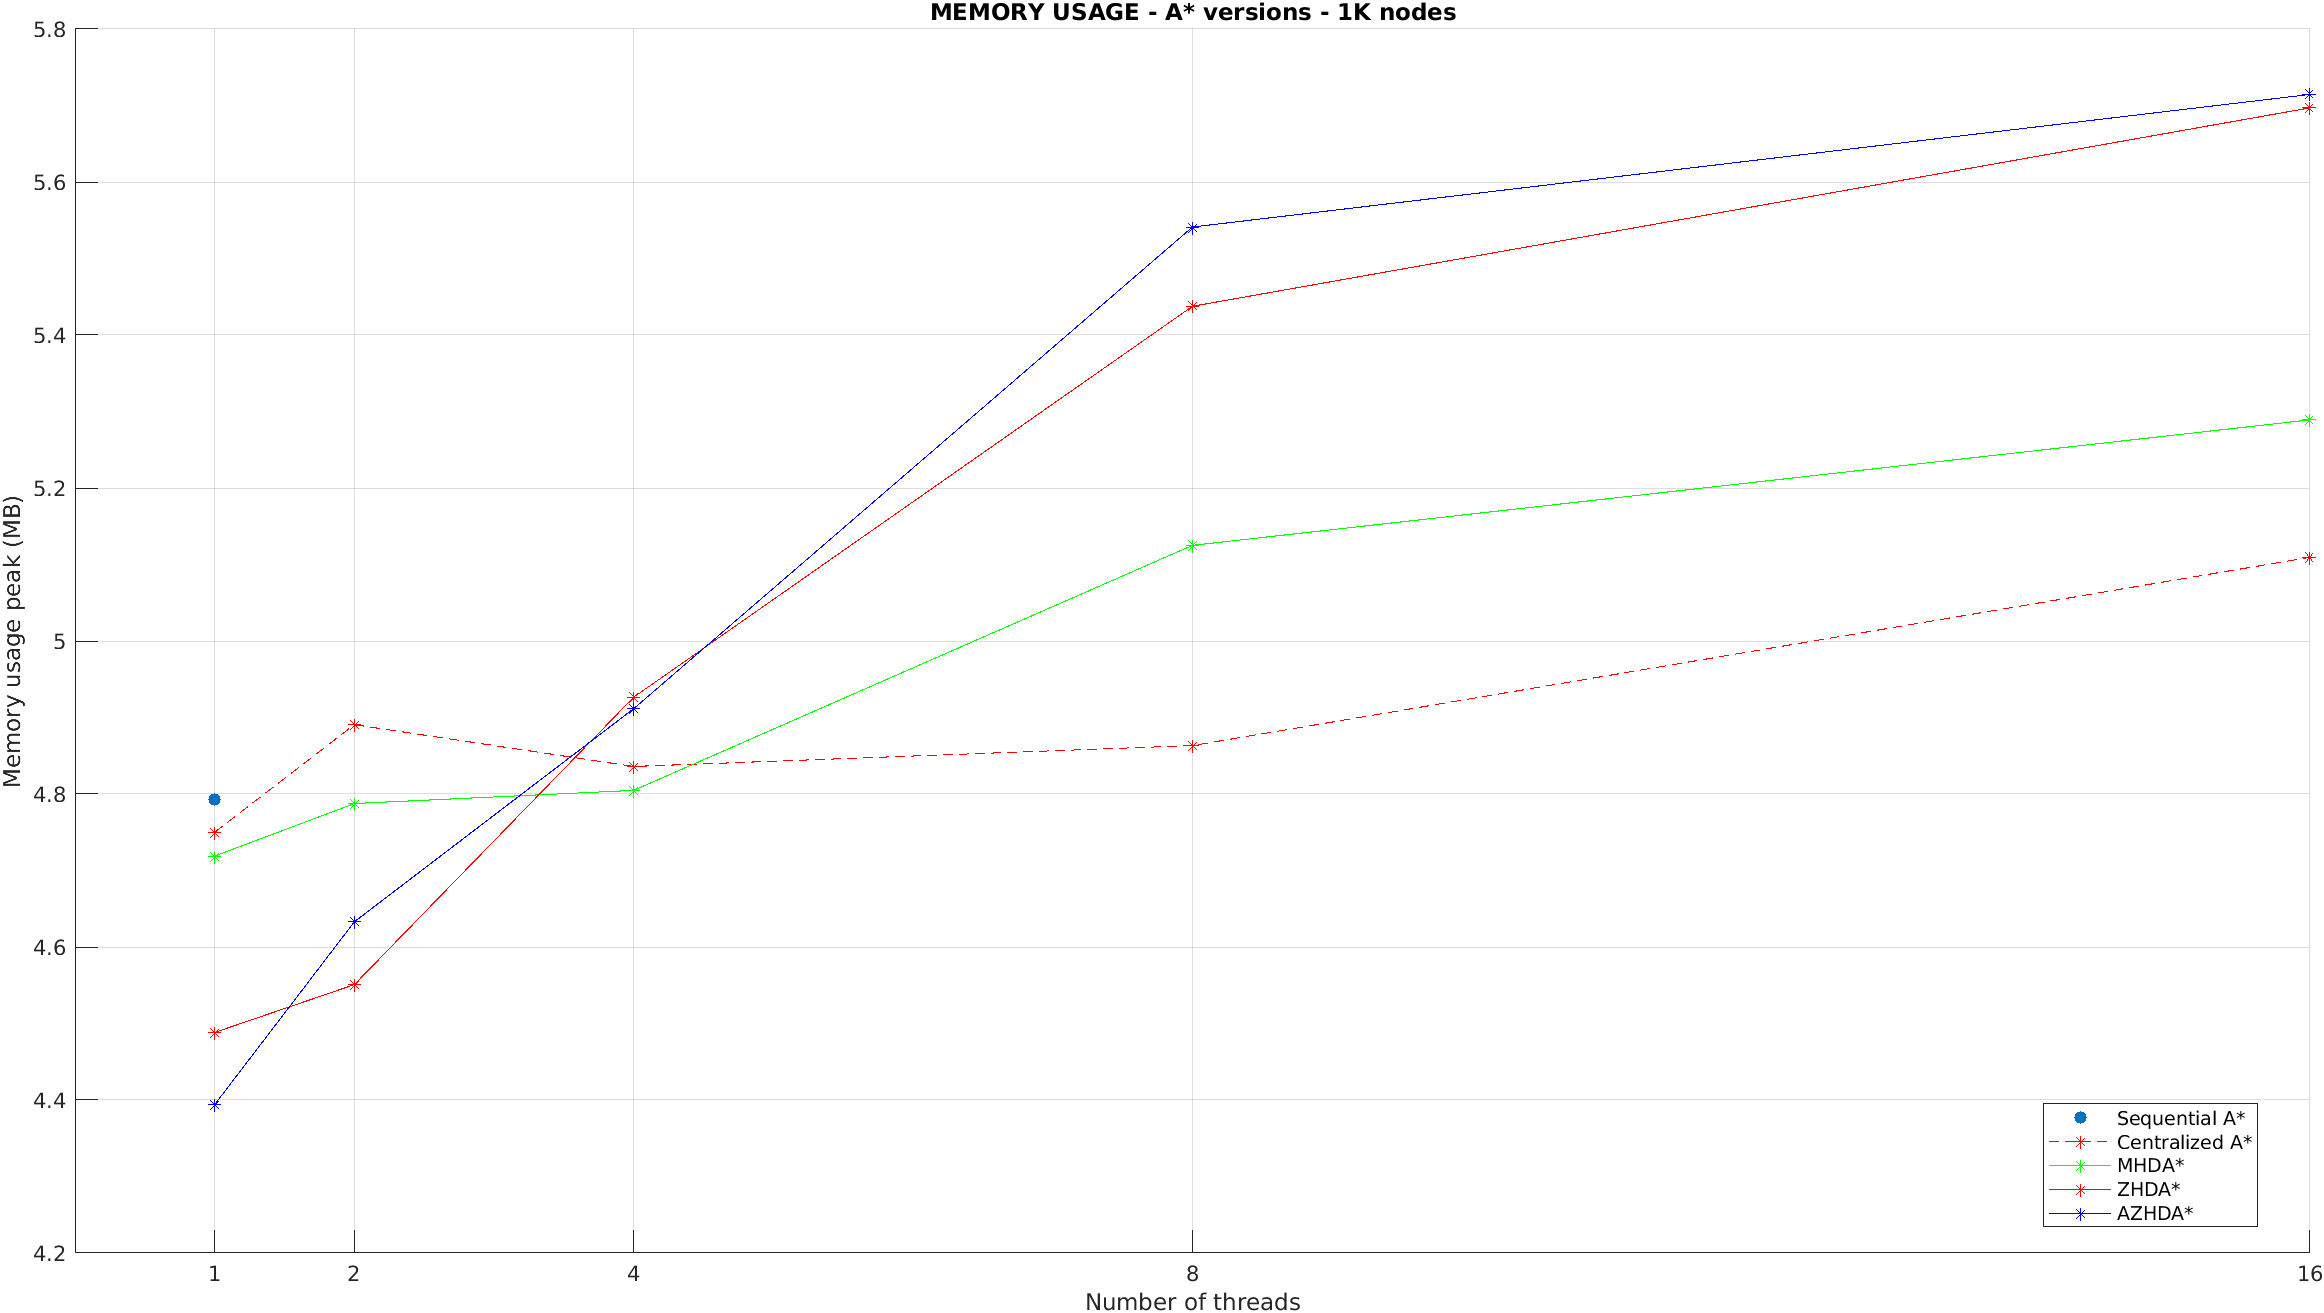 MEMORY USAGE - A* versions - 1K nodes
5.8
5.6
5.4
5.2
5
4.8
4.6
4.4
4.2
Memory usage peak (MB)
1 2 4 8 16
Number of threads
Sequential A*
Centralized A*
MHDA*
ZHDA*
AZHDA*